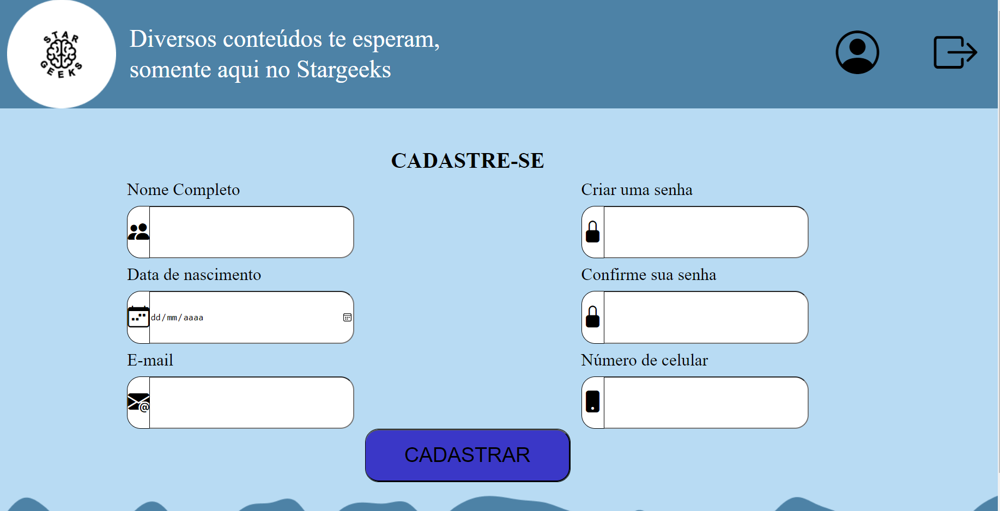 STAR
GEEKS
Diversos conteúdos te esperam,
somente aqui no Stargeeks
CADASTRE-SE
Nome Completo
Criar uma senha
Data de nascimento
Confirme sua senha
dd/mm/aaaa
E-mail
Número de celular
@
CADASTRAR